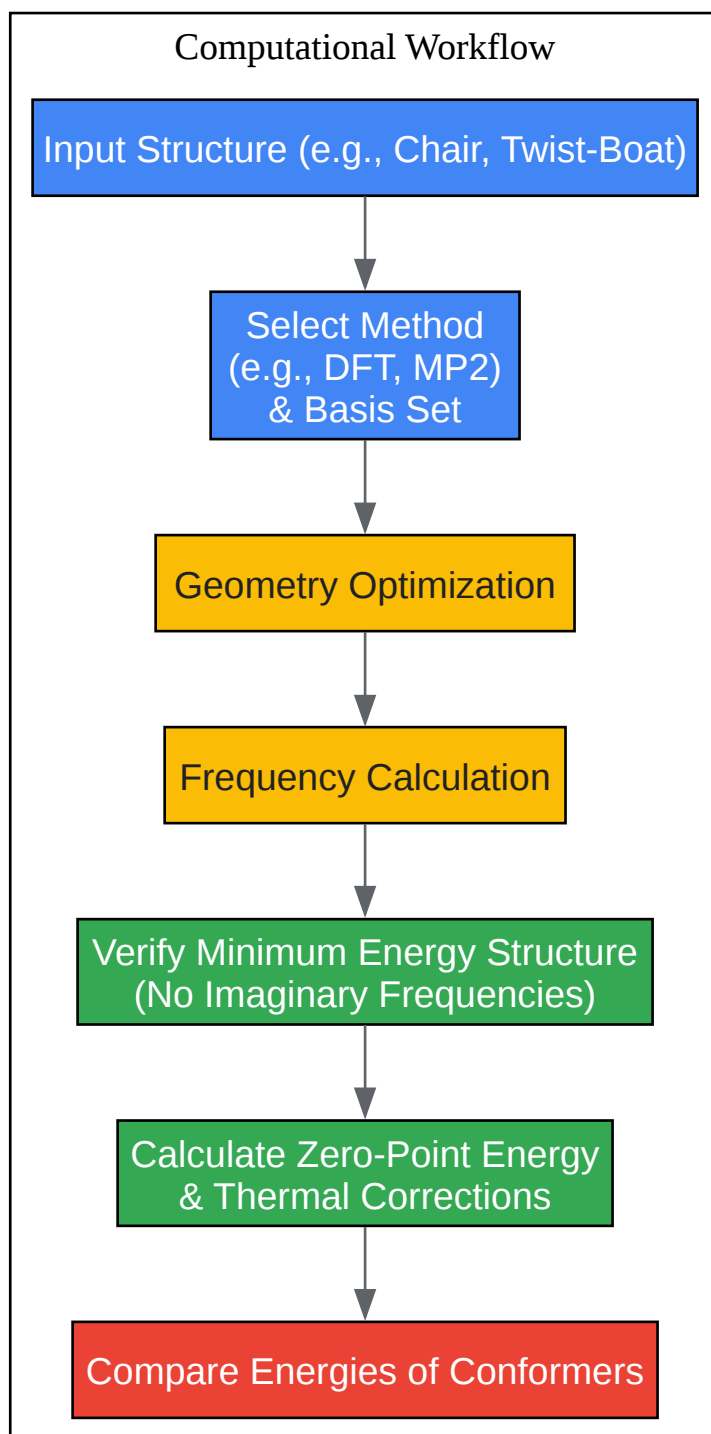 Computational Workflow
Input Structure (e.g., Chair, Twist-Boat)
Select Method
(e.g., DFT, MP2)
& Basis Set
Geometry Optimization
Frequency Calculation
Verify Minimum Energy Structure
(No Imaginary Frequencies)
Calculate Zero-Point Energy
& Thermal Corrections
Compare Energies of Conformers